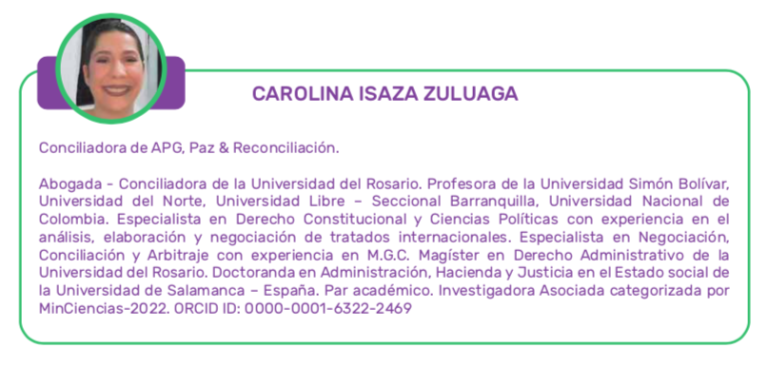 CAROLINA ISAZA ZULUAGA
Conciliadora de APG, Paz & Reconciliación.
Abogada - Conciliadora de la Universidad del Rosario. Profesora de la Universidad Simón Bolívar,
Universidad del Norte, Universidad Libre – Seccional Barranquilla, Universidad Nacional de
Colombia. Especialista en Derecho Constitucional y Ciencias Políticas con experiencia en el
análisis, elaboración y negociación de tratados internacionales. Especialista en Negociación,
Conciliación y Arbitraje con experiencia en M.G.C. Magíster en Derecho Administrativo de la
Universidad del Rosario. Doctoranda en Administración, Hacienda y Justicia en el Estado social de
la Universidad de Salamanca – España. Par académico. Investigadora Asociada categorizada por
MinCiencias-2022. ORCID ID: 0000-0001-6322-2469